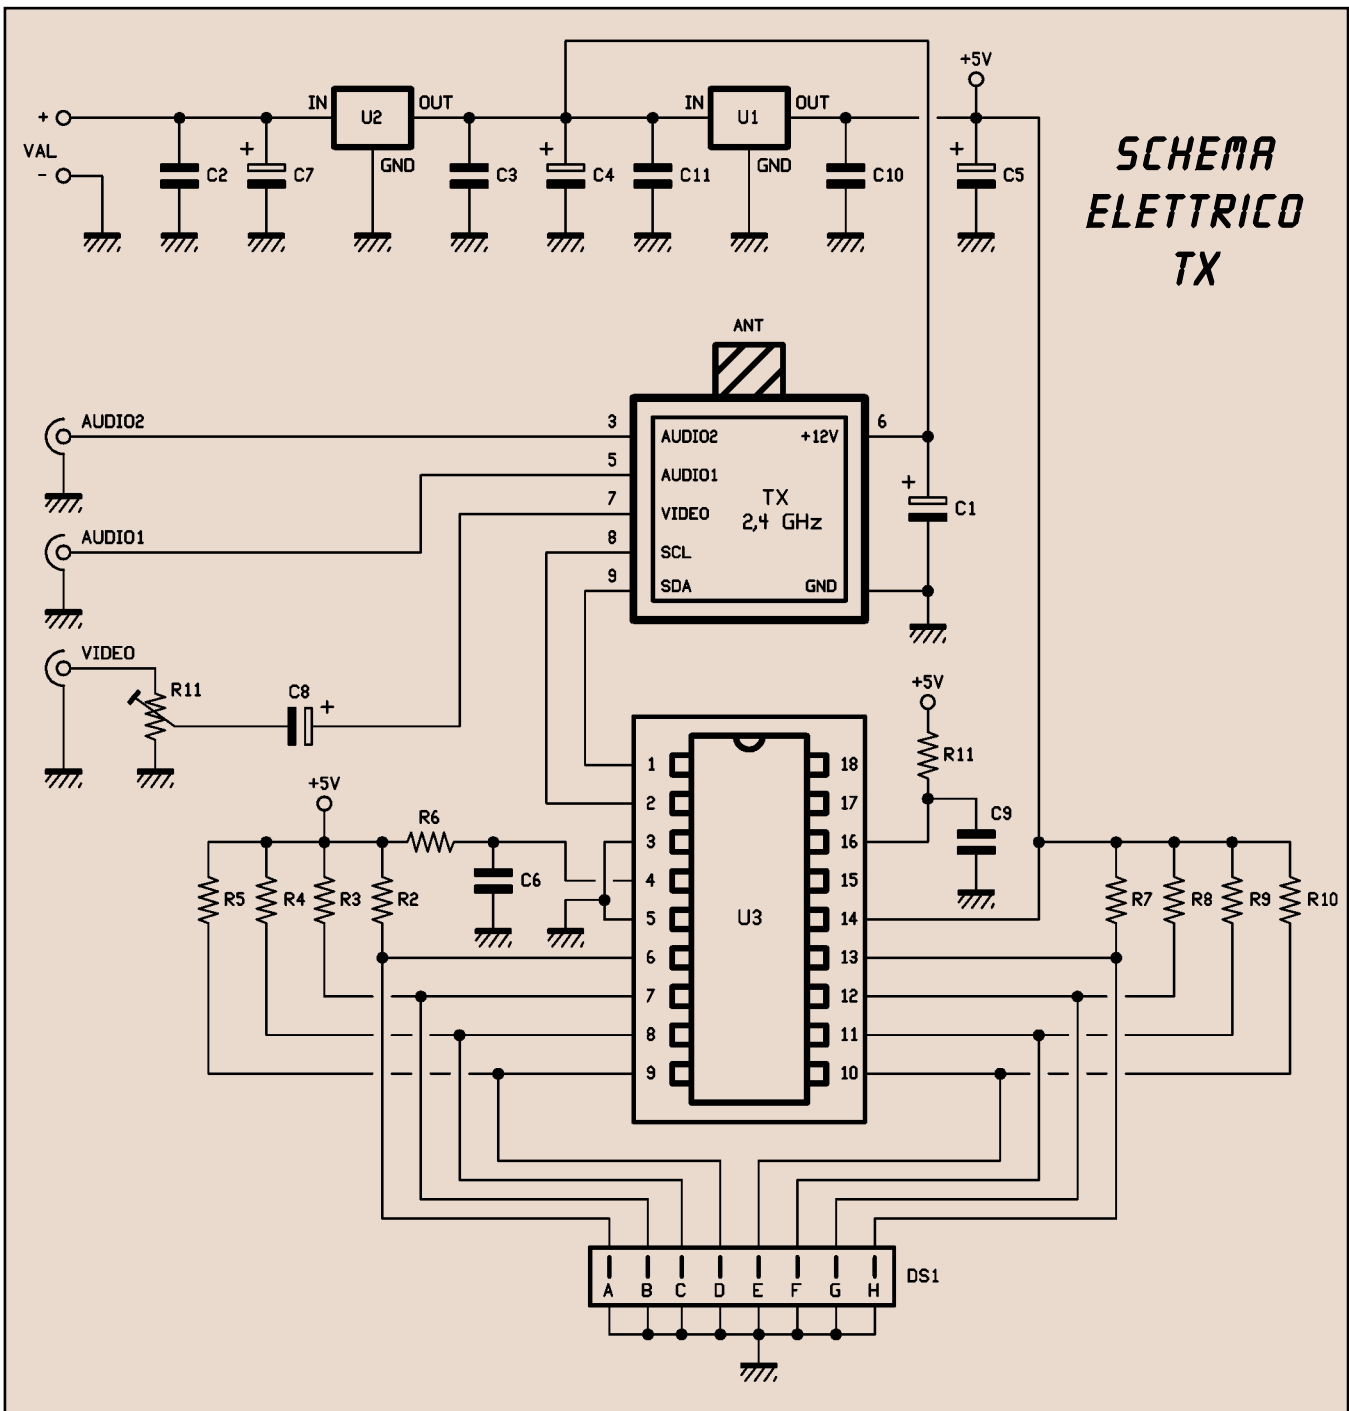 +5V
IN
U2
OUT
IN
U1
OUT
+
VAL
-
GND
GND
C2
+
C7
C3
+
C4
C11
C10
+
C5
SCHEMA
ELETTRICO
TX
ANT
AUDIO2
3
AUDIO2
+12V
6
5
AUDIO1
+
C1
7
VIDEO
TX
2,4 GHz
AUDIO1
8
SCL
9
SDA
GND
VIDEO
R11
C8
+
+5V
R11
+5V
1
18
2
17
R6
C9
3
16
C6
4
15
R5
R4
R3
R2
R7
R8
R9
R10
5
U3
14
6
13
7
12
8
11
9
10
A
B
C
D
E
F
G
H
DS1